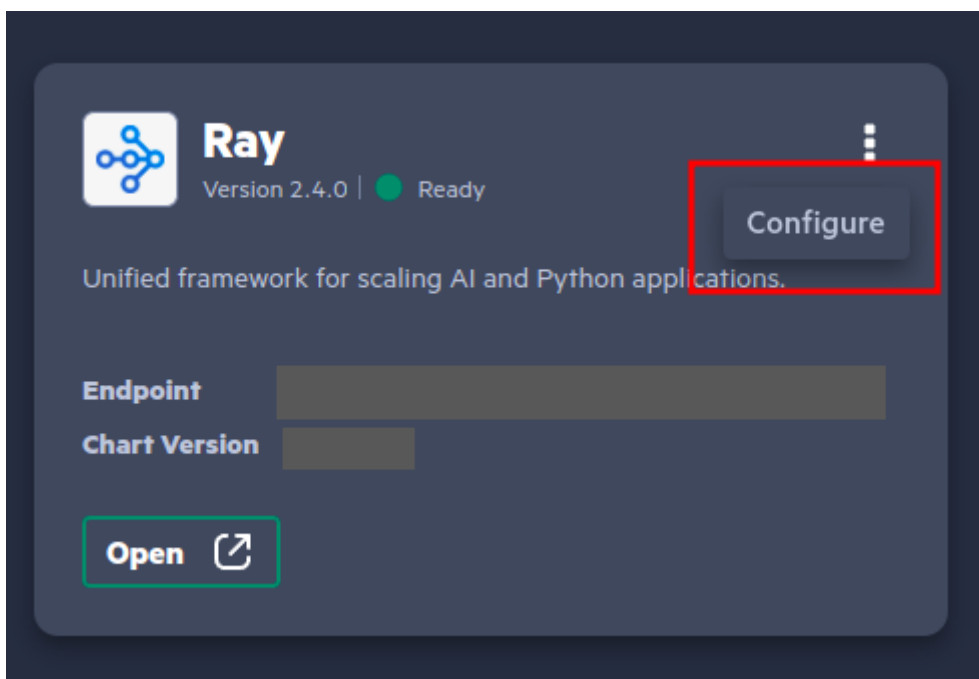 Ray
Version 2.4.0 | Ready
Configure
Unified framework for scaling AI and Python applications.
Endpoint
Chart Version
Open